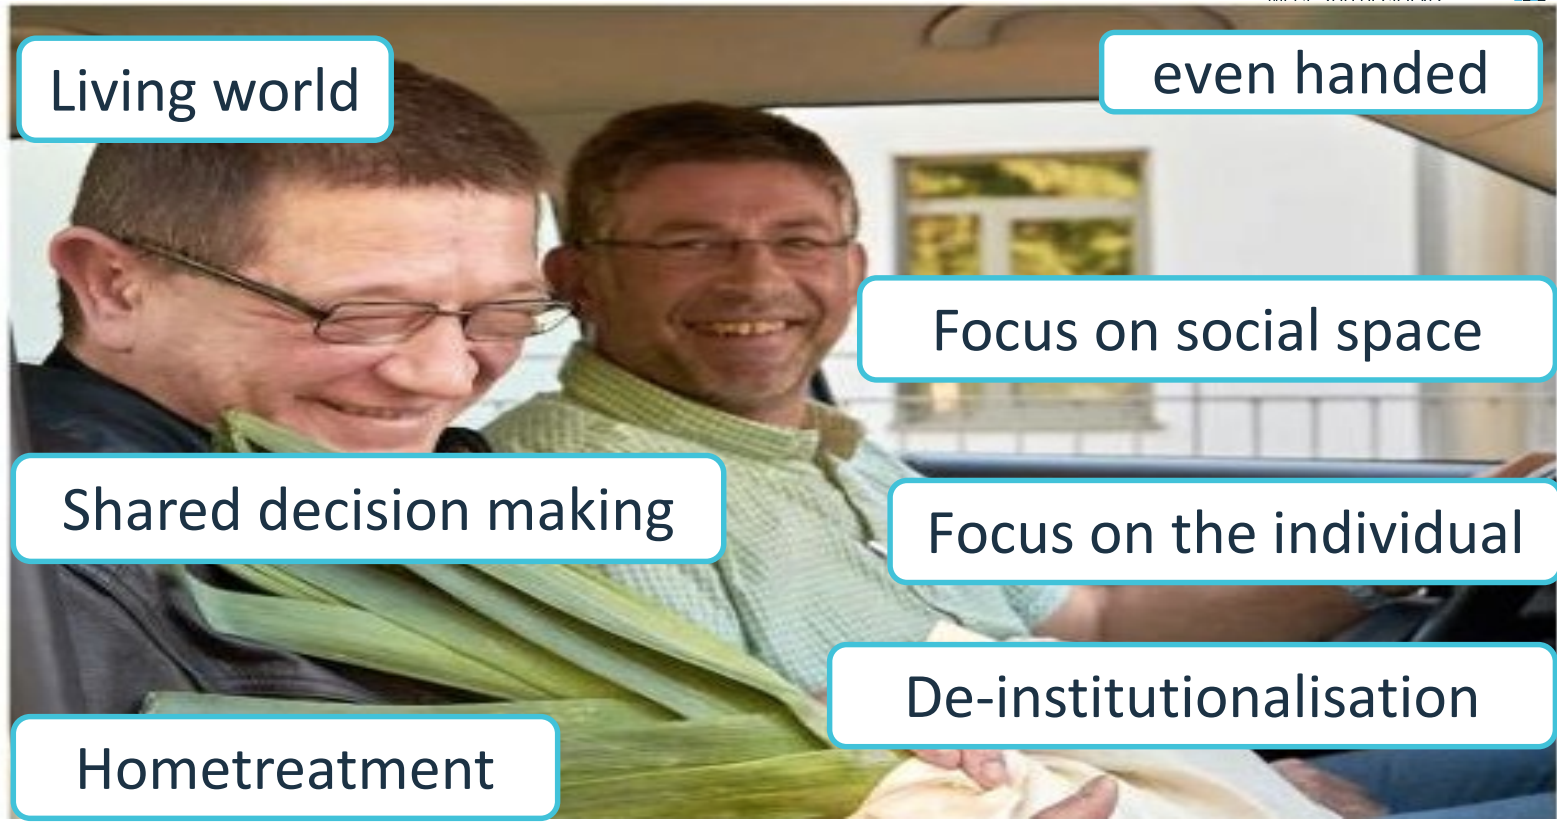 Living world
even handed
Focus on social space
Shared decision making
Focus on the individual
De-institutionalisation
Hometreatment